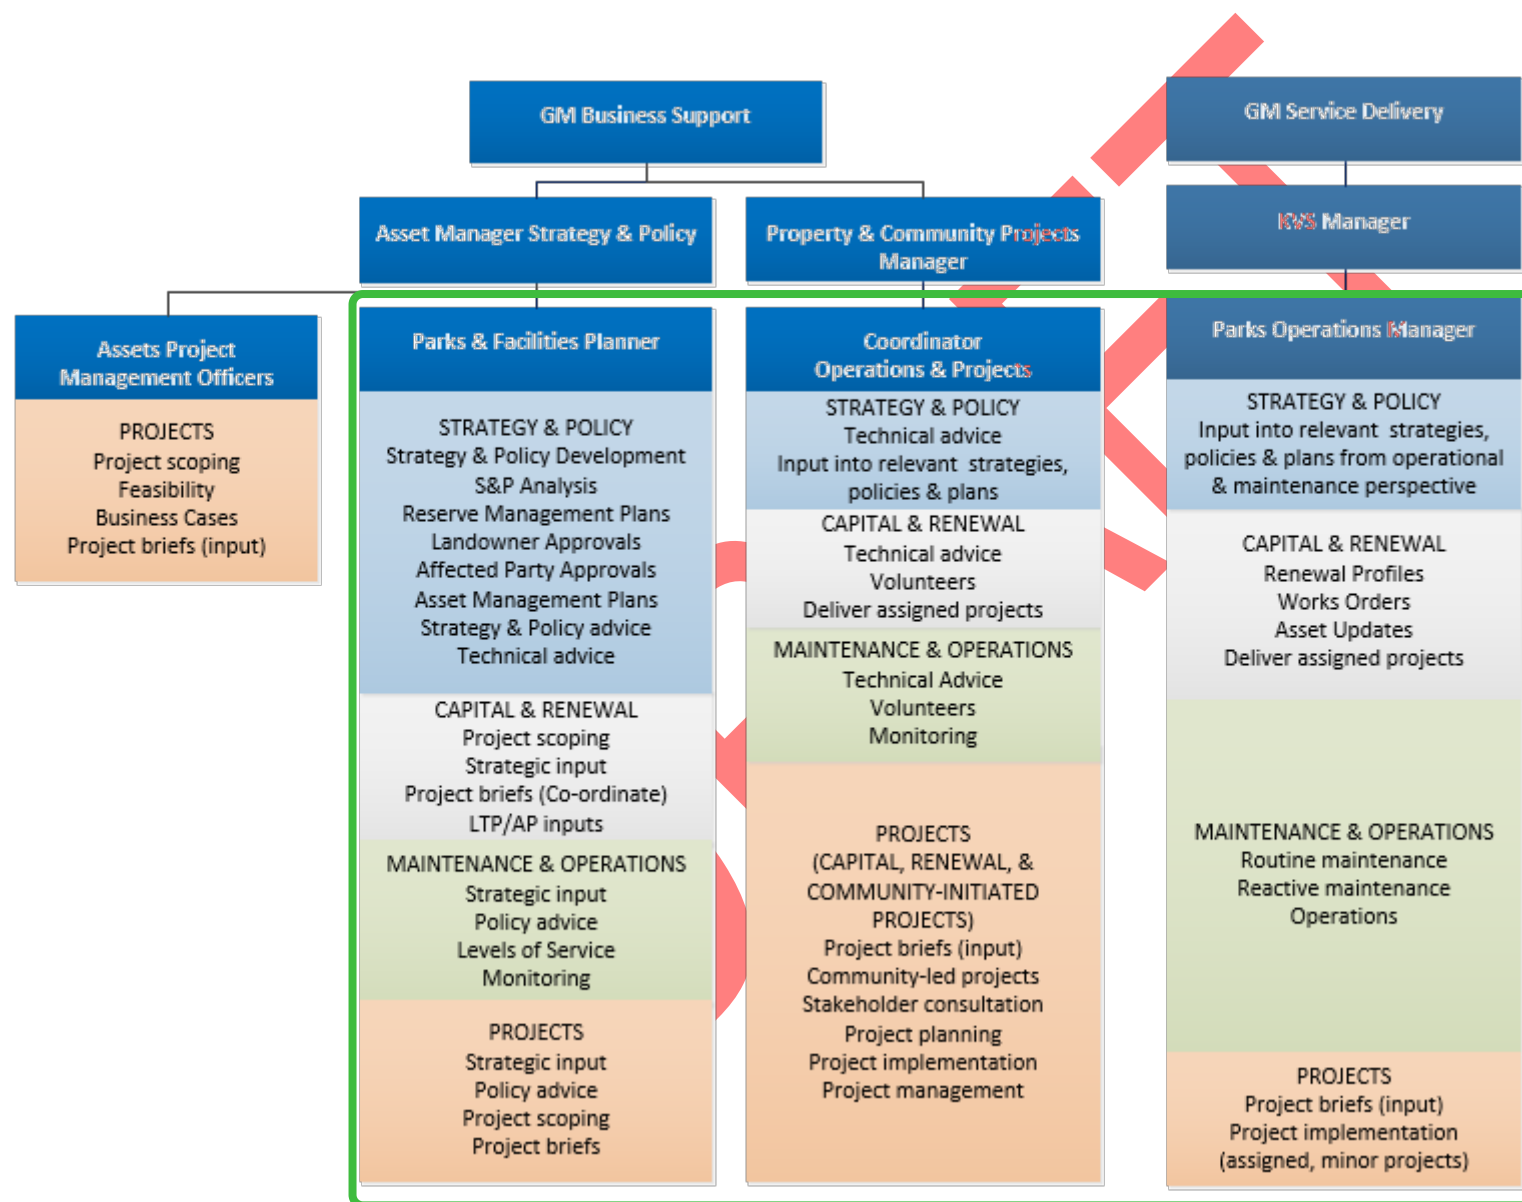 GM Business Support
GM Service Delivery
Asset Manager Strategy & Policy
Property & Community Projects
Manager
KVS Manager
Assets Project
Management Officers
PROJECTS
Project scoping
Feasibility
Business Cases
Project briefs (input)
Parks & Facilities Planner
STRATEGY & POLICY
Strategy & Policy Development
S&P Analysis
Reserve Management Plans
Landowner Approvals
Affected Party Approvals
Asset Management Plans
Strategy & Policy advice
Technical advice
CAPITAL & RENEWAL
Project scoping
Strategic input
Project briefs (Co-ordinate)
LTP/AP inputs
MAINTENANCE & OPERATIONS
Strategic input
Policy advice
Levels of Service
Monitoring
PROJECTS
Strategic input
Policy advice
Project scoping
Project briefs
Coordinator
Operations & Projects
STRATEGY & POLICY
Technical advice
Input into relevant strategies,
policies & plans
CAPITAL & RENEWAL
Technical advice
Volunteers
Deliver assigned projects
MAINTENANCE & OPERATIONS
Technical Advice
Volunteers
Monitoring
PROJECTS
(CAPITAL, RENEWAL, &
COMMUNITY-INITIATED
PROJECTS)
Project briefs (input)
Community-led projects
Stakeholder consultation
Project planning
Project implementation
Project management
Parks Operations Manager
STRATEGY & POLICY
Input into relevant strategies,
policies & plans from operational
& maintenance perspective
CAPITAL & RENEWAL
Renewal Profiles
Works Orders
Asset Updates
Deliver assigned projects
MAINTENANCE & OPERATIONS
Routine maintenance
Reactive maintenance
Operations
PROJECTS
Project briefs (input)
Project implementation
(assigned, minor projects)